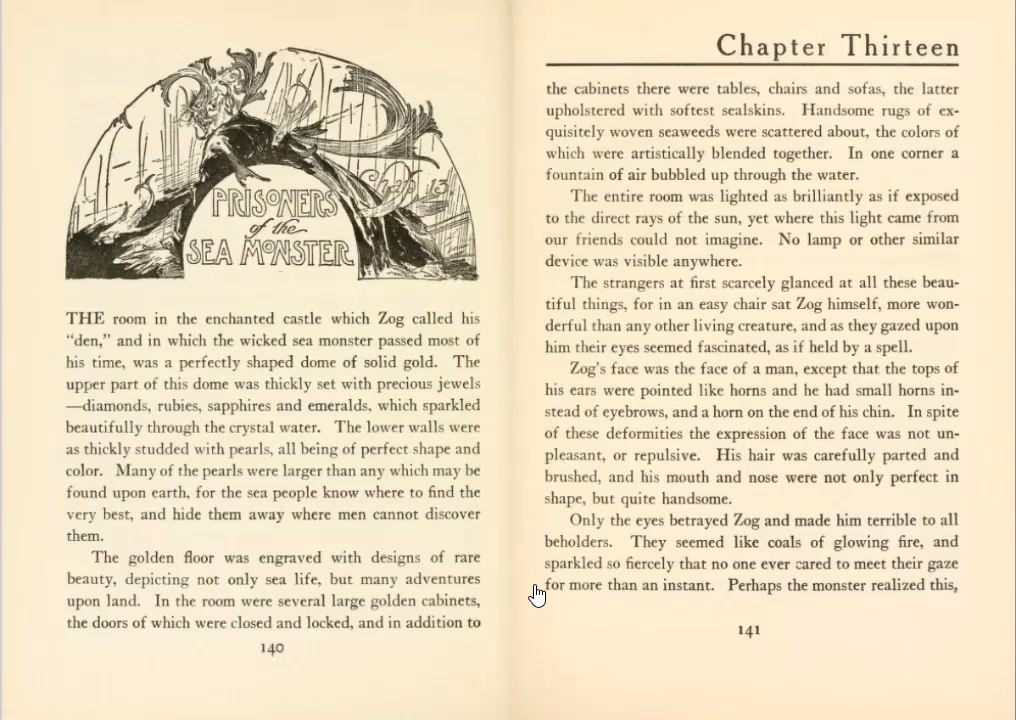 PRISONERS
of the
SEA MONSTER
Chap 13
THE room in the enchanted castle which Zog called his
“den,” and in which the wicked sea monster passed most of
his time, was a perfectly shaped dome of solid gold. The
upper part of this dome was thickly set with precious jewels
—diamonds, rubies, sapphires and emeralds, which sparkled
beautifully through the crystal water. The lower walls were
as thickly studded with pearls, all being of perfect shape and
color. Many of the pearls were larger than any which may be
found upon earth, for the sea people know where to find the
very best, and hide them away where men cannot discover
them.
The golden floor was engraved with designs of rare
beauty, depicting not only sea life, but many adventures
upon land. In the room were several large golden cabinets,
the doors of which were closed and locked, and in addition to
140
Chapter Thirteen
the cabinets there were tables, chairs and sofas, the latter
upholstered with softest sealskins. Handsome rugs of ex-
quisitely woven seaweeds were scattered about, the colors of
which were artistically blended together. In one corner a
fountain of air bubbled up through the water.
The entire room was lighted as brilliantly as if exposed
to the direct rays of the sun, yet where this light came from
our friends could not imagine. No lamp or other similar
device was visible anywhere.
The strangers at first scarcely glanced at all these beau-
tiful things, for in an easy chair sat Zog himself, more won-
derful than any other living creature, and as they gazed upon
him their eyes seemed fascinated, as if held by a spell.
Zog's face was the face of a man, except that the tops of
his ears were pointed like horns and he had small horns in-
stead of eyebrows, and a horn on the end of his chin. In spite
of these deformities the expression of the face was not un-
pleasant, or repulsive. His hair was carefully parted and
brushed, and his mouth and nose were not only perfect in
shape, but quite handsome.
Only the eyes betrayed Zog and made him terrible to all
beholders. They seemed like coals of glowing fire, and
sparkled so fiercely that no one ever cared to meet their gaze
for more than an instant. Perhaps the monster realized this,
141